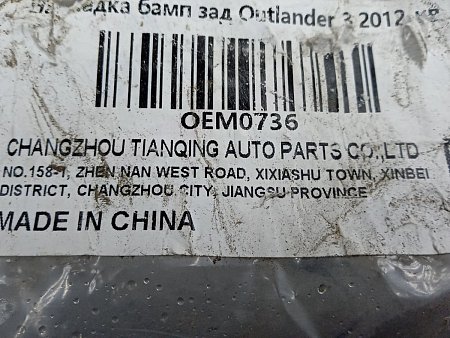 Накладка бамп зад Outlander 3 2012
OEM0736
CHANGZHOU TIANQING AUTO PARTS CO.,LTD
NO.158-1, ZHEN NAN WEST ROAD, XIXIASHU TOWN, XINBEI
DISTRICT, CHANGZHOU CITY, JIANGSU PROVINCE
MADE IN CHINA